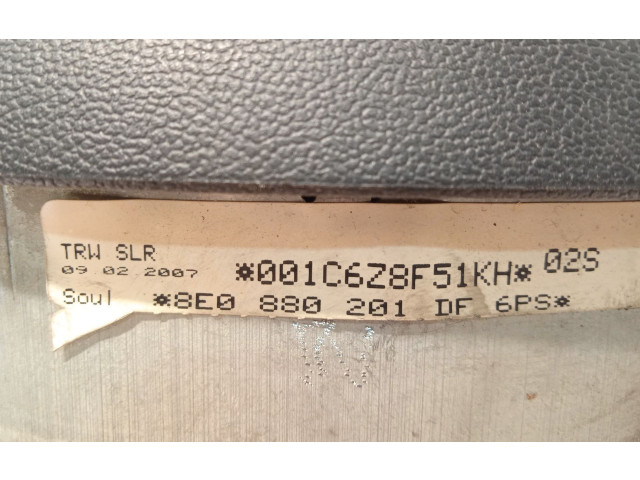 TRW SLR
09.02.2007 *001C6Z8F51KH* 02S
Soul *8E0 880 201 DF 6PS*